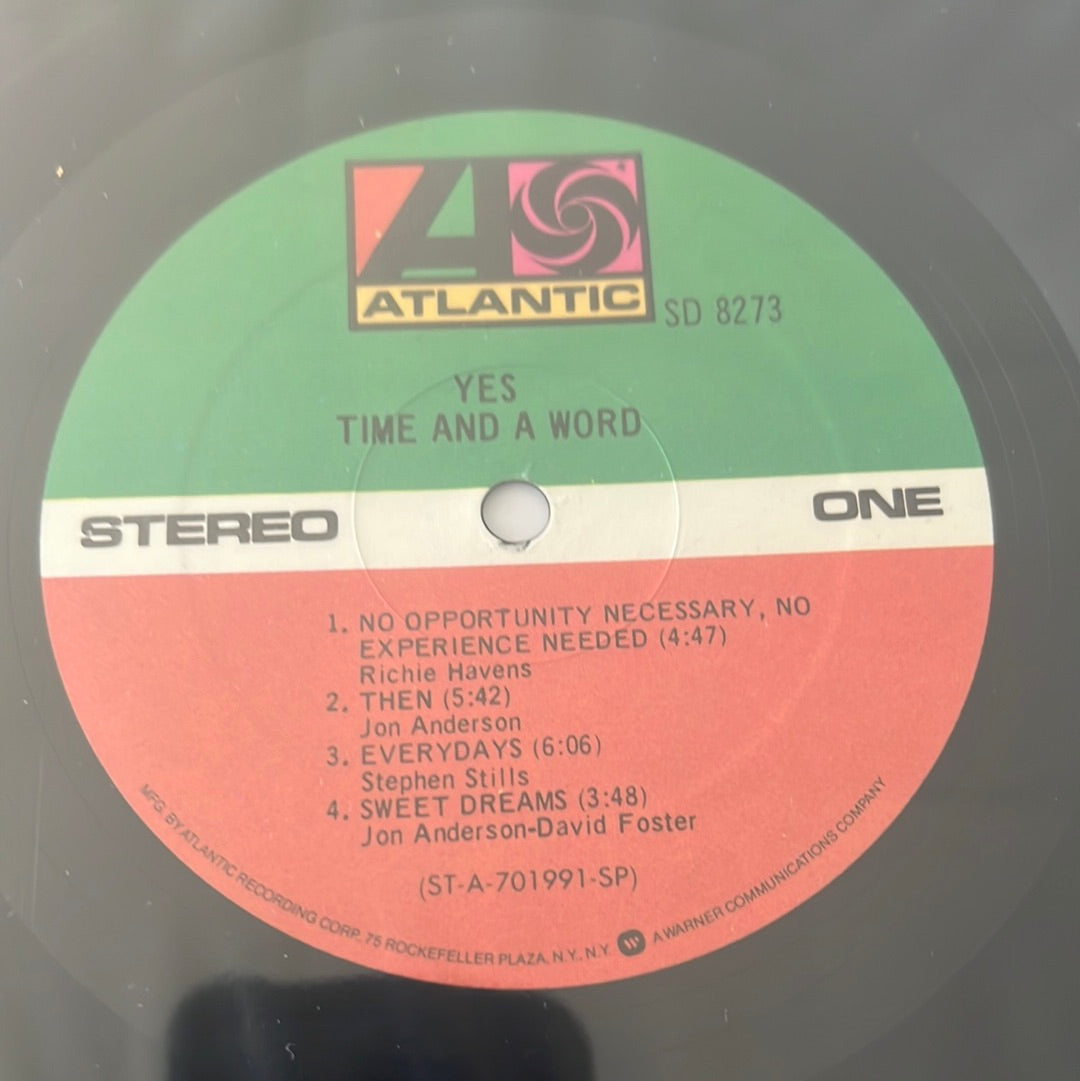 A
ATLANTIC
SD 8273
YES
TIME AND A WORD
STEREO
ONE
1. NO OPPORTUNITY NECESSARY, NO
EXPERIENCE NEEDED (4:47)
Richie Havens
2. THEN (5:42)
Jon Anderson
3. EVERYDAYS (6:06)
Stephen Stills
4. SWEET DREAMS (3:48)
Jon Anderson-David Foster
(ST-A-701991-SP)
MFG. BY ATLANTIC RECORDING CORP. 75 ROCKEFELLER PLAZA, N.Y., N.Y. W A WARNER COMMUNICATIONS COMPANY